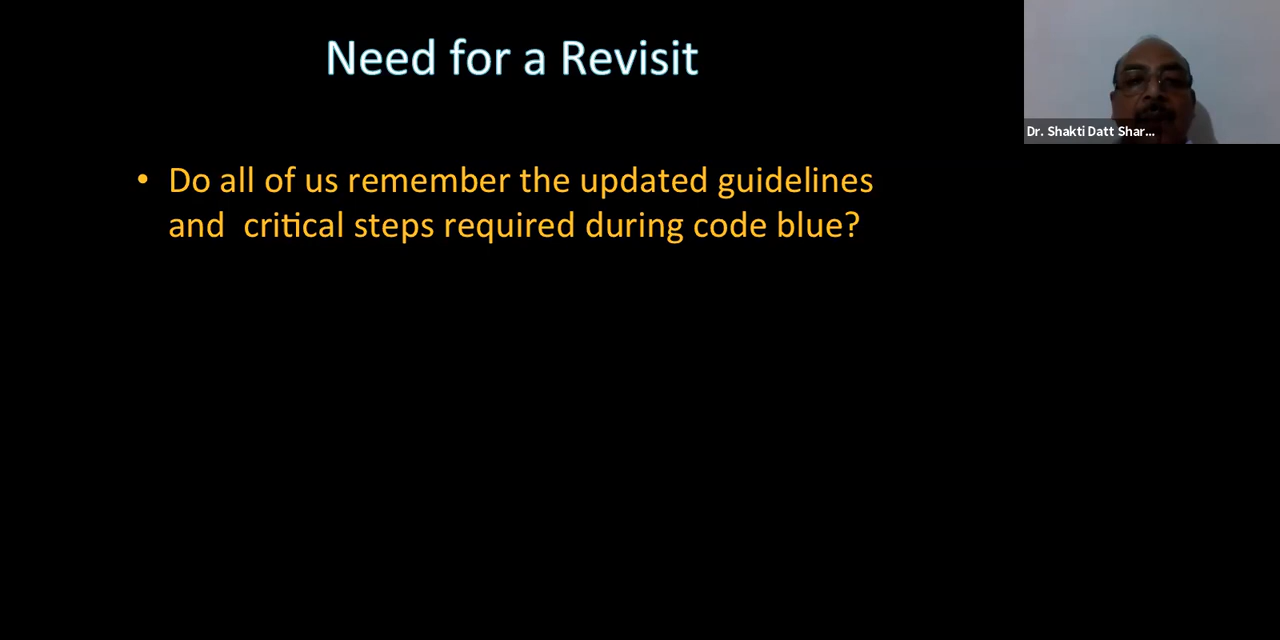 Need for a Revisit
Dr. Shakti Datt Shar...
• Do all of us remember the updated guidelines
and critical steps required during code blue?